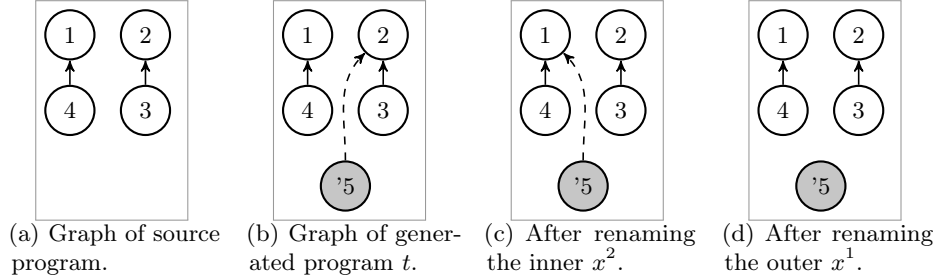 1 2 1 2 1 2 1 2
4 3 4 3 4 3 4 3
'5 '5 '5
(a) Graph of source
program.
(b) Graph of gener-
ated program t.
(c) After renaming
the inner x².
(d) After renaming
the outer x¹.